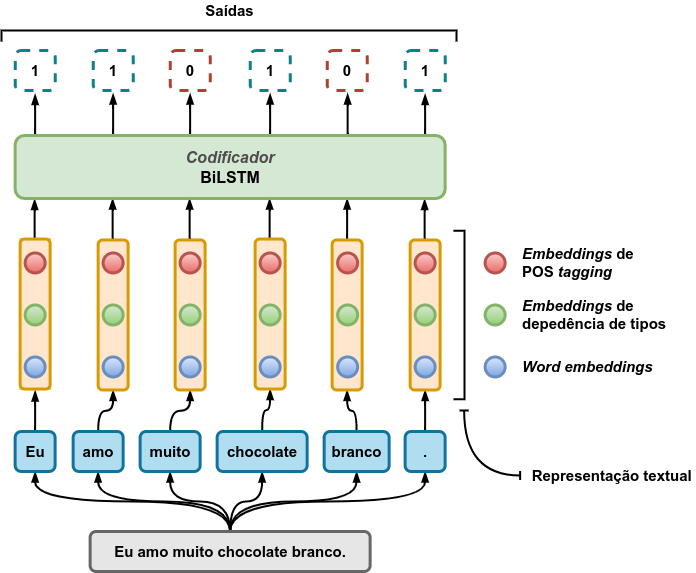 Saídas
1 1 0 1 0 1
Codificador
BiLSTM
Embeddings de
POS tagging
Embeddings de
depedência de tipos
Word embeddings
Eu amo muito chocolate branco .
Representação textual
Eu amo muito chocolate branco.